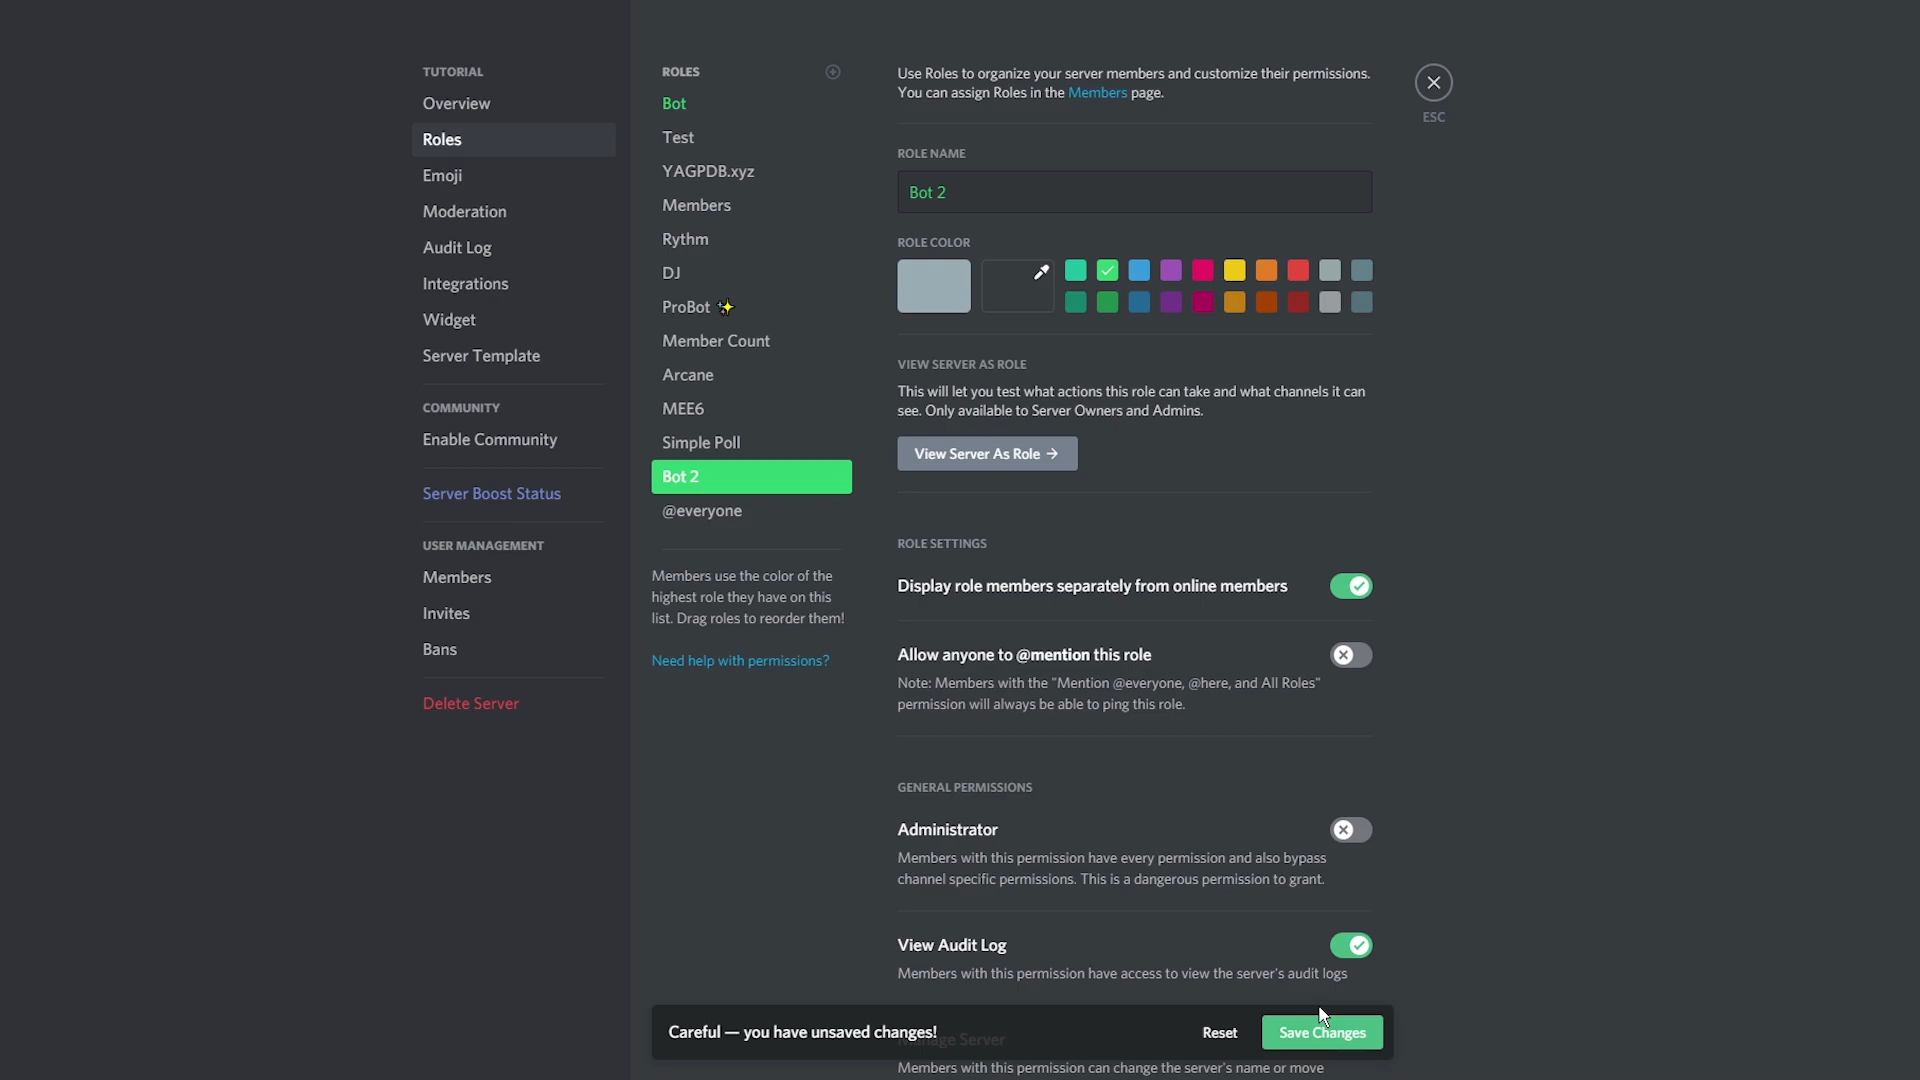 TUTORIAL
Overview
Roles
Emoji
Moderation
Audit Log
Integrations
Widget
Server Template
COMMUNITY
Enable Community
Server Boost Status
USER MANAGEMENT
Members
Invites
Bans
Delete Server
ROLES
Bot
Test
YAGPDB.xyz
Members
Rythm
DJ
ProBot ✨
Member Count
Arcane
MEE6
Simple Poll
Bot 2
@everyone
Members use the color of the
highest role they have on this
list. Drag roles to reorder them!
Need help with permissions?
Use Roles to organize your server members and customize their permissions.
You can assign Roles in the Members page.
ESC
ROLE NAME
Bot 2
ROLE COLOR
VIEW SERVER AS ROLE
This will let you test what actions this role can take and what channels it can
see. Only available to Server Owners and Admins.
View Server As Role →
ROLE SETTINGS
Display role members separately from online members
Allow anyone to @mention this role
Note: Members with the "Mention @everyone, @here, and All Roles"
permission will always be able to ping this role.
GENERAL PERMISSIONS
Administrator
Members with this permission have every permission and also bypass
channel specific permissions. This is a dangerous permission to grant.
View Audit Log
Members with this permission have access to view the server's audit logs
Careful — you have unsaved changes!
Reset
Save Changes
Manage Server
Members with this permission can change the server's name or move